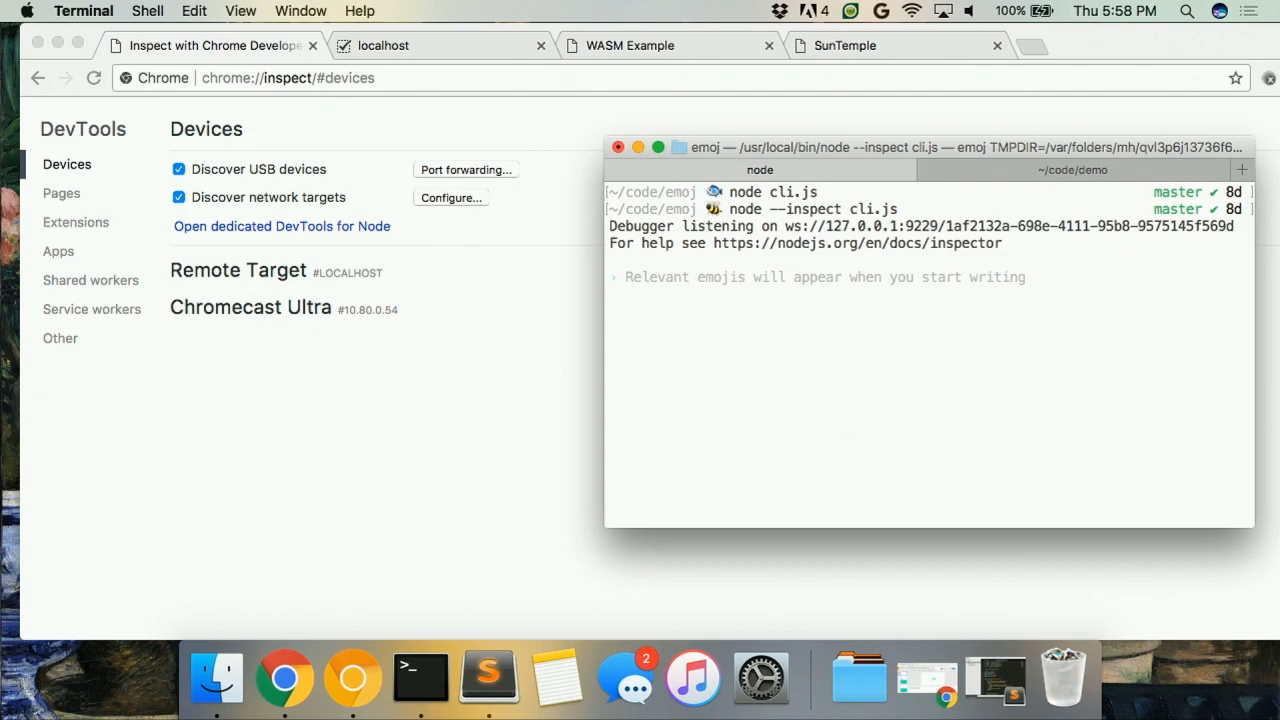 Terminal Shell Edit View Window Help 4 100% Thu 5:58 PM
Inspect with Chrome Develope localhost WASM Example SunTemple
Chrome chrome://inspect/#devices
DevTools
Devices
Pages
Extensions
Apps
Shared workers
Service workers
Other
Devices
Discover USB devices Port forwarding...
Discover network targets Configure...
Open dedicated DevTools for Node
Remote Target #LOCALHOST
Chromecast Ultra #10.80.0.54
emoj — /usr/local/bin/node --inspect cli.js — emoj TMPDIR=/var/folders/mh/qvl3p6j13736f6...
node ~/code/demo +
[~/code/emoj node cli.js master ✔ 8d ]
[~/code/emoj node --inspect cli.js master ✔ 8d ]
Debugger listening on ws://127.0.0.1:9229/1af2132a-698e-4111-95b8-9575145f569d
For help see https://nodejs.org/en/docs/inspector
› Relevant emojis will appear when you start writing
>_
S
2
S